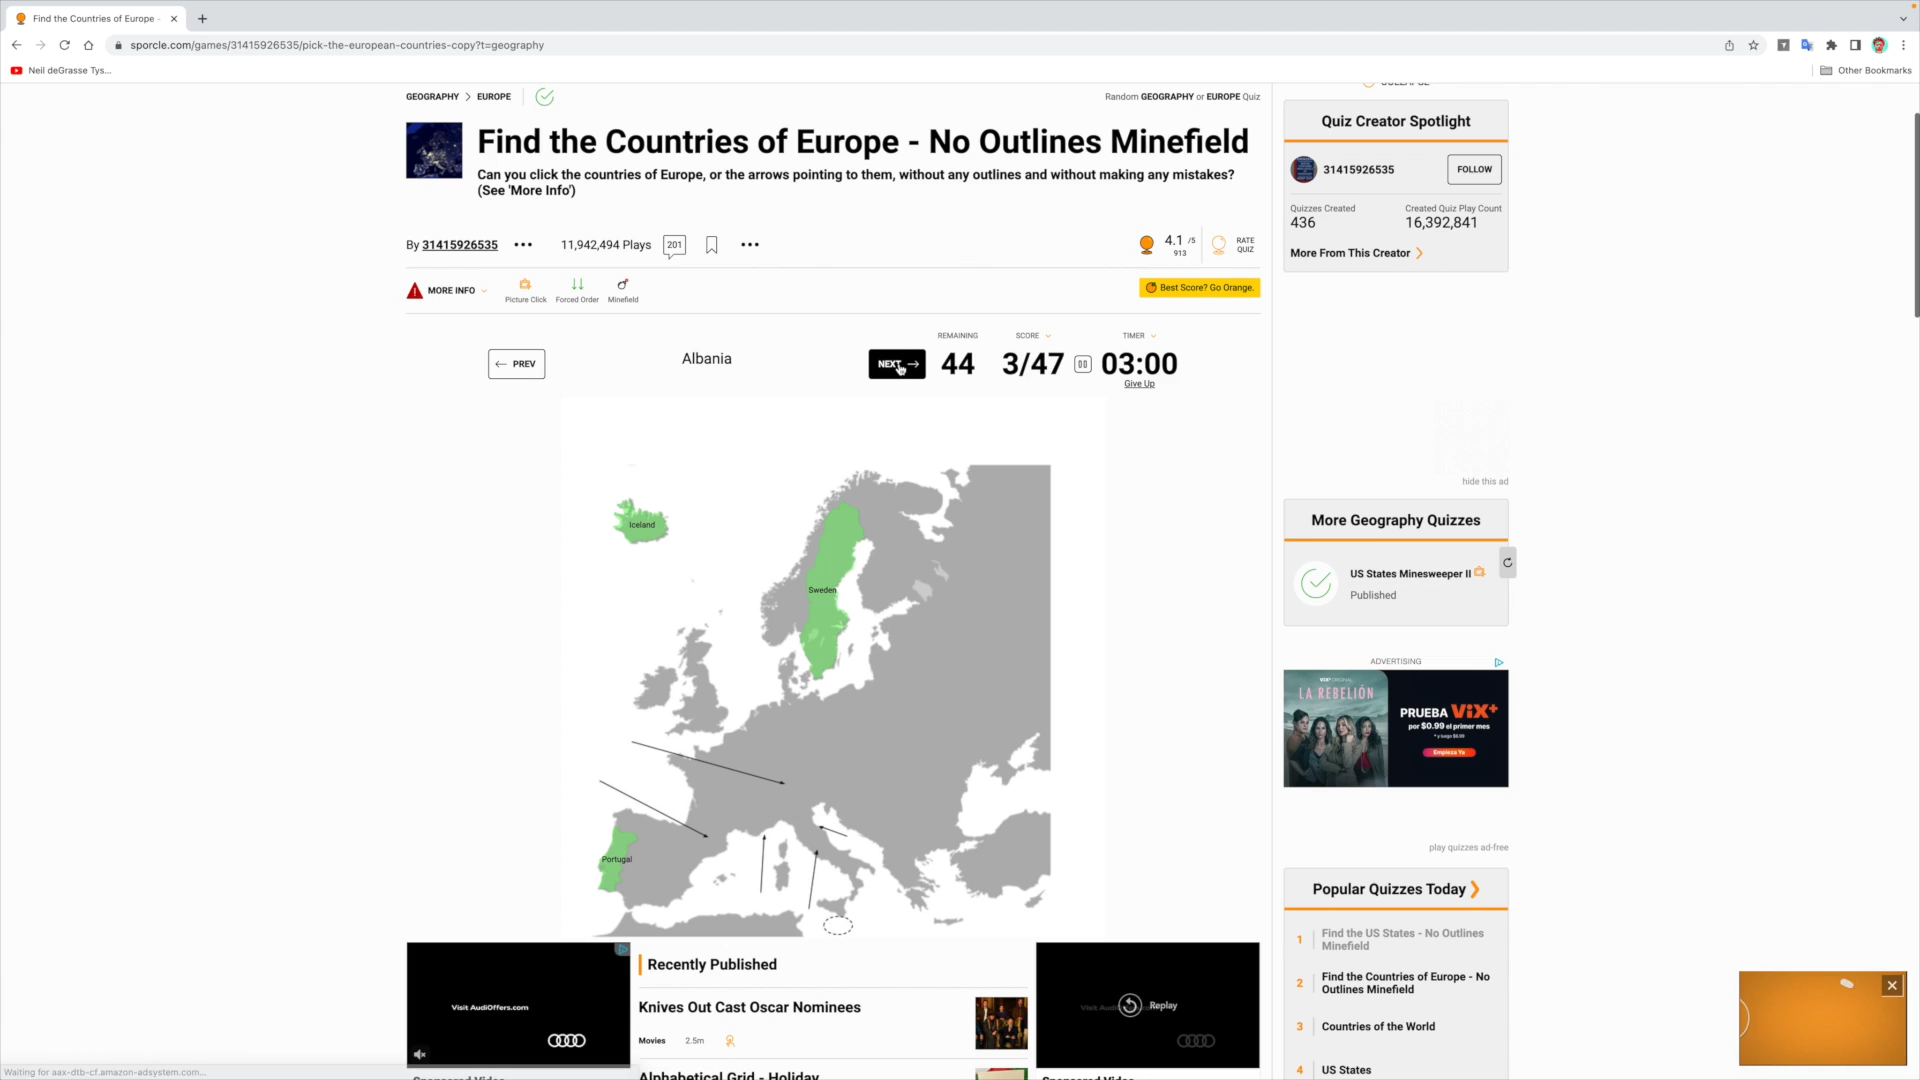 Find the Countries of Europe -
sporcle.com/games/31415926535/pick-the-european-countries-copy?t=geography
Neil deGrasse Tys...
Other Bookmarks
GEOGRAPHY > EUROPE
Random GEOGRAPHY or EUROPE Quiz
Find the Countries of Europe - No Outlines Minefield
Can you click the countries of Europe, or the arrows pointing to them, without any outlines and without making any mistakes?
(See 'More Info')
By 31415926535 ••• 11,942,494 Plays 201 •••
4.1 /5
913
RATE
QUIZ
MORE INFO
Picture Click
Forced Order
Minefield
Best Score? Go Orange.
← PREV
Albania
NEXT →
REMAINING
44
SCORE
3/47
TIMER
03:00
Give Up
Iceland
Sweden
Portugal
Visit AudiOffers.com
Recently Published
Knives Out Cast Oscar Nominees
Movies 2.5m
Alphabetical Grid - Holiday
Replay
Quiz Creator Spotlight
31415926535
FOLLOW
Quizzes Created
436
Created Quiz Play Count
16,392,841
More From This Creator
hide this ad
More Geography Quizzes
US States Minesweeper II
Published
ADVERTISING
VIX+ ORIGINAL
LA REBELIÓN
PRUEBA ViX+
por $0.99 el primer mes
Empieza Ya
play quizzes ad-free
Popular Quizzes Today
1 Find the US States - No Outlines
Minefield
2 Find the Countries of Europe - No
Outlines Minefield
3 Countries of the World
4 US States
Waiting for aax-dtb-cf.amazon-adsystem.com...